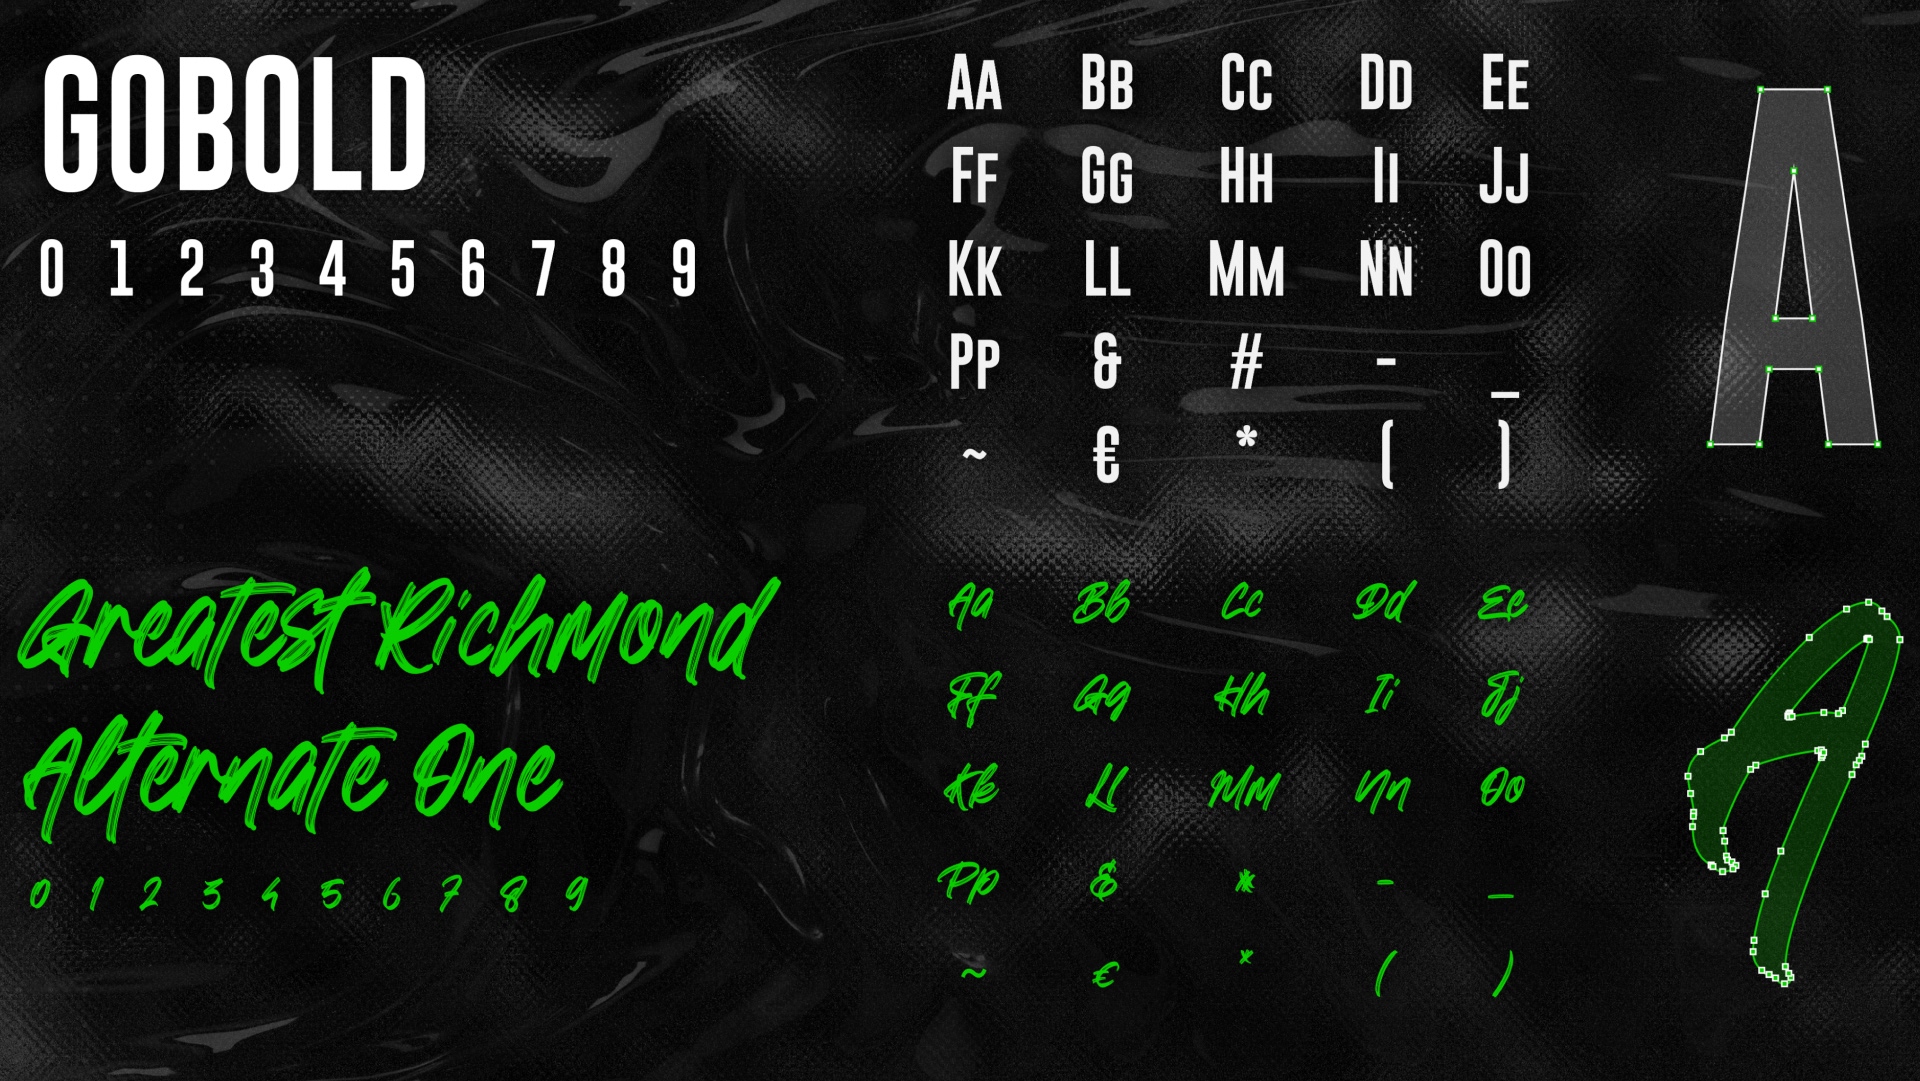 GOBOLD
0 1 2 3 4 5 6 7 8 9
AA BB CC DD EE
FF GG HH II JJ
KK LL MM NN OO
PP & # - _
~ € * ( )
A
Greatest Richmond
Alternate One
0 1 2 3 4 5 6 7 8 9
Aa Bb Cc Dd Ee
Ff Gg Hh Ii Jj
Kk Ll Mm Nn Oo
Pp & # - _
~ € * ( )
A